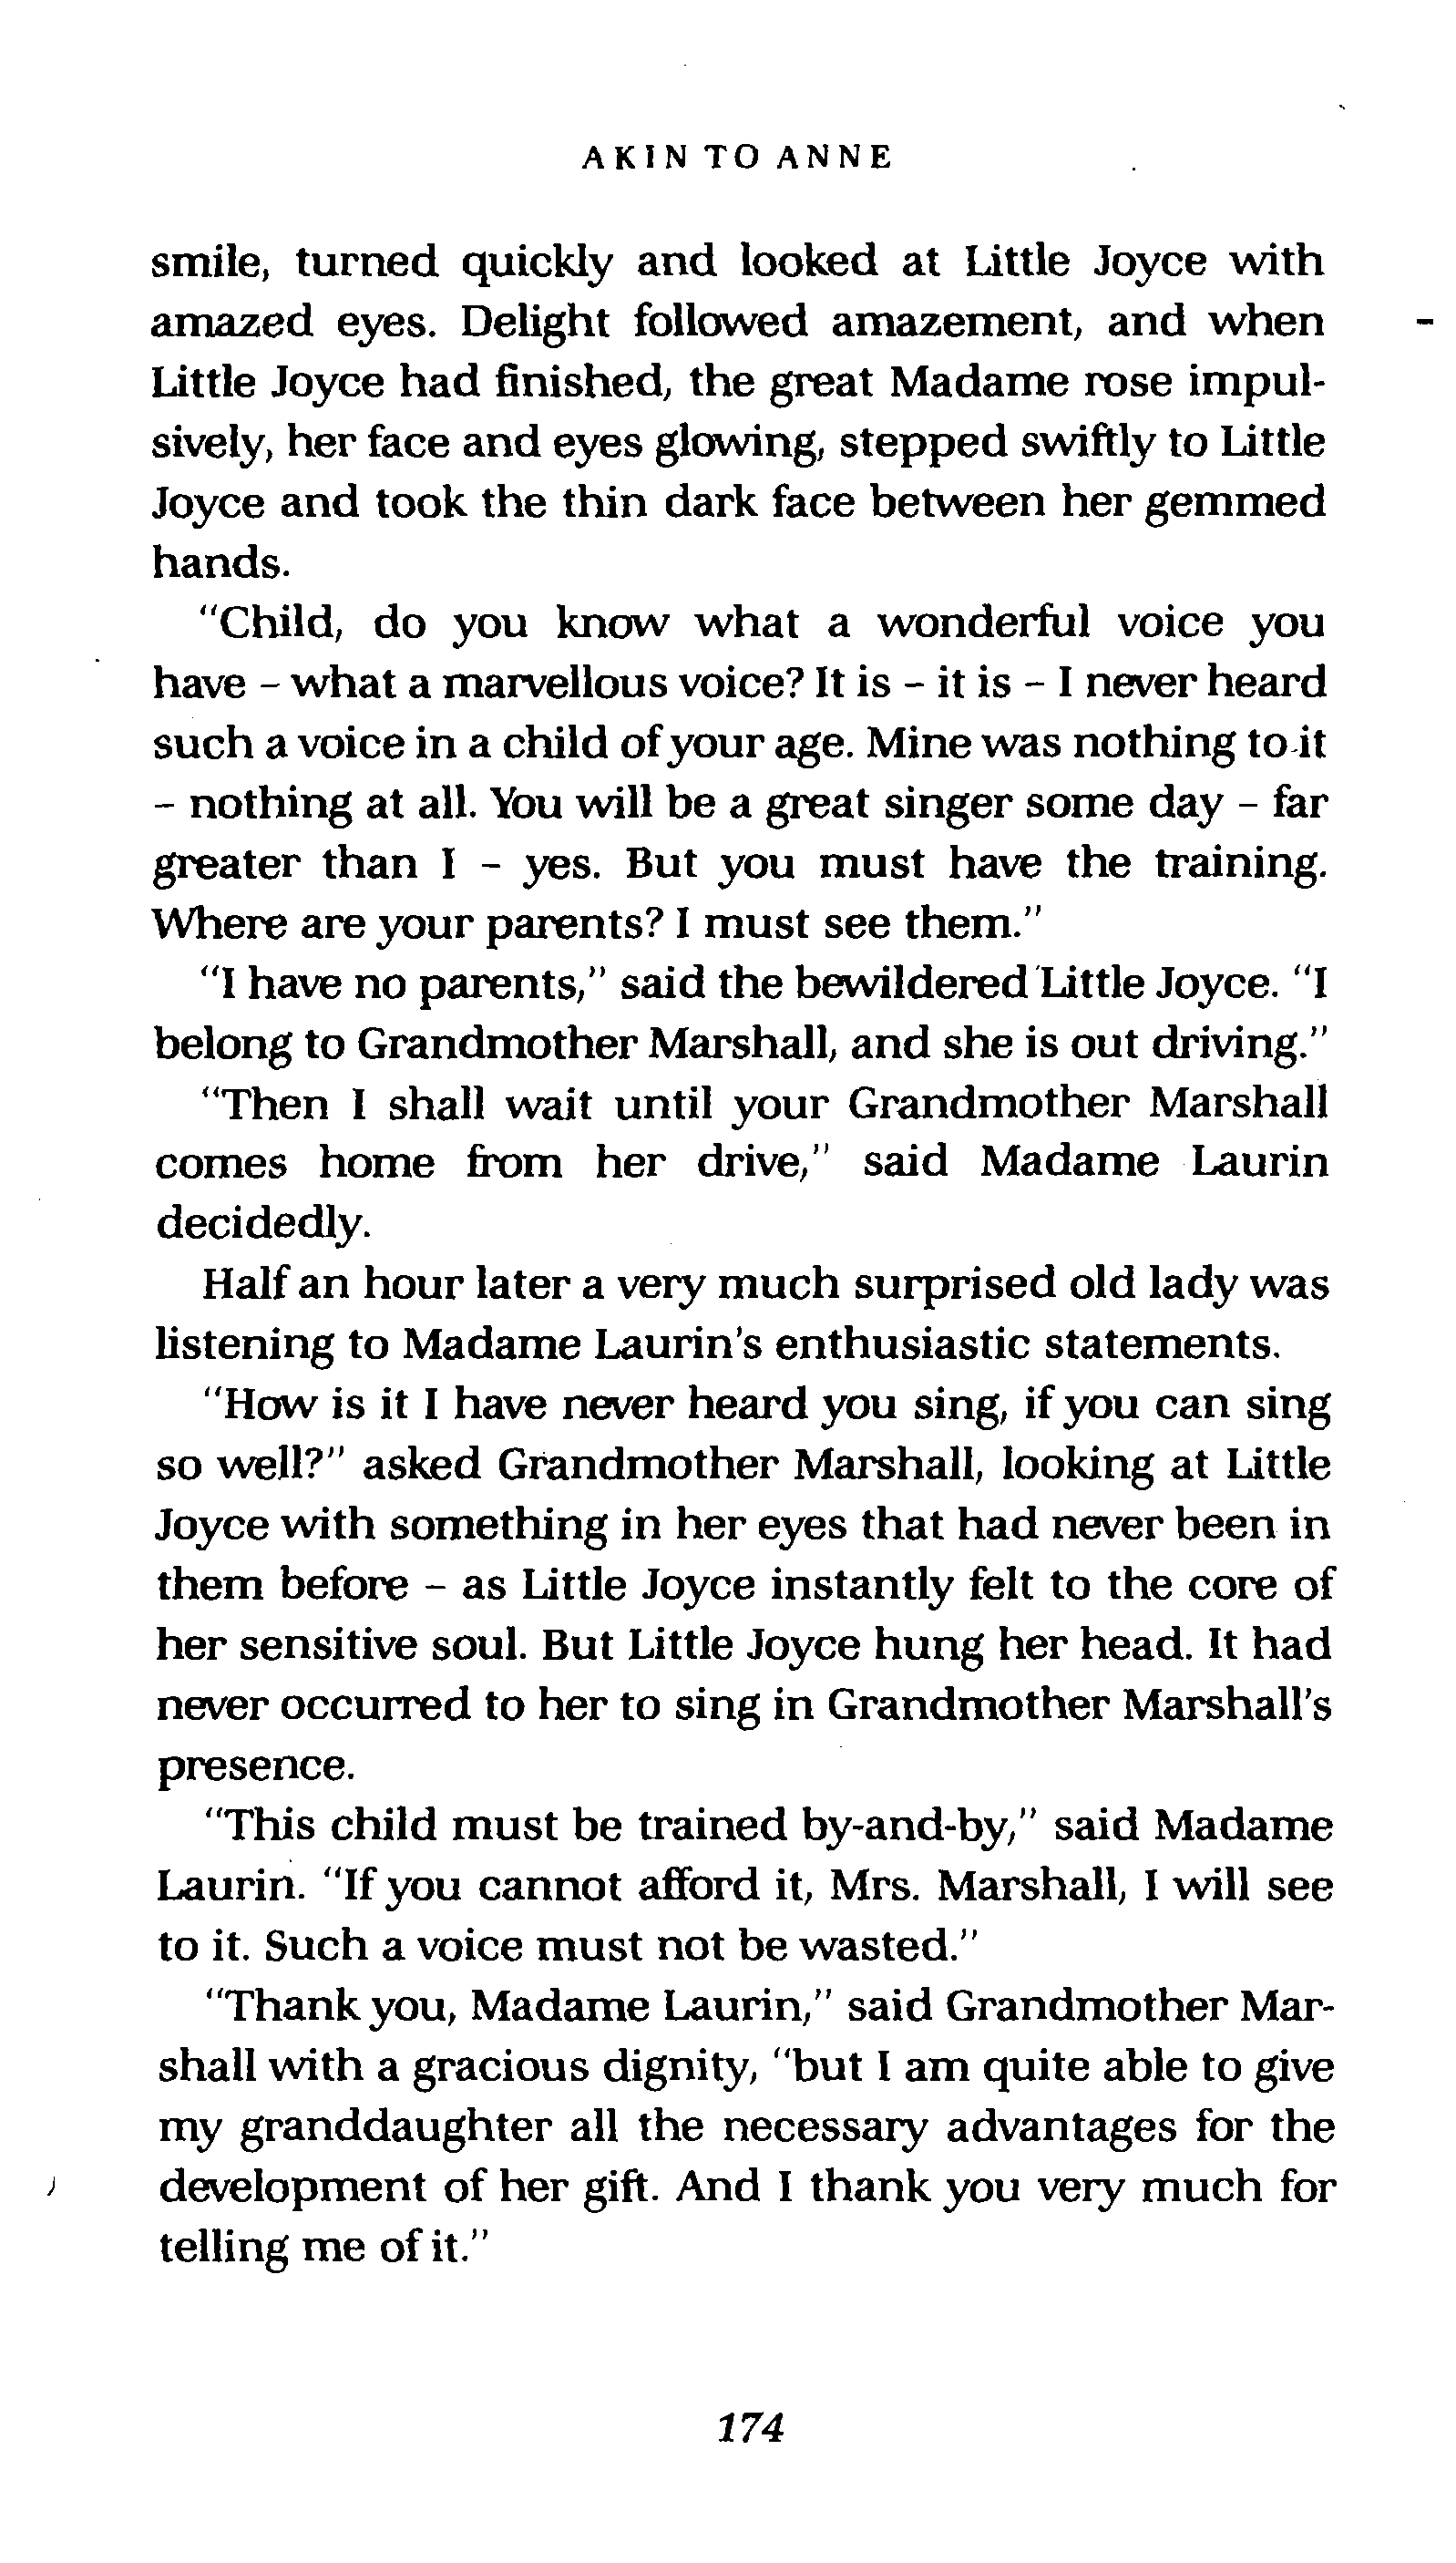 AKIN TO ANNE
smile, turned quickly and looked at Little Joyce with
amazed eyes. Delight followed amazement, and when
Little Joyce had finished, the great Madame rose impul-
sively, her face and eyes glowing, stepped swiftly to Little
Joyce and took the thin dark face between her gemmed
hands.
"Child, do you know what a wonderful voice you
have – what a marvellous voice? It is – it is – I never heard
such a voice in a child of your age. Mine was nothing to it
– nothing at all. You will be a great singer some day – far
greater than I – yes. But you must have the training.
Where are your parents? I must see them."
"I have no parents," said the bewildered Little Joyce. "I
belong to Grandmother Marshall, and she is out driving."
"Then I shall wait until your Grandmother Marshall
comes home from her drive," said Madame Laurin
decidedly.
Half an hour later a very much surprised old lady was
listening to Madame Laurin's enthusiastic statements.
"How is it I have never heard you sing, if you can sing
so well?" asked Grandmother Marshall, looking at Little
Joyce with something in her eyes that had never been in
them before – as Little Joyce instantly felt to the core of
her sensitive soul. But Little Joyce hung her head. It had
never occurred to her to sing in Grandmother Marshall's
presence.
"This child must be trained by-and-by," said Madame
Laurin. "If you cannot afford it, Mrs. Marshall, I will see
to it. Such a voice must not be wasted."
"Thank you, Madame Laurin," said Grandmother Mar-
shall with a gracious dignity, "but I am quite able to give
my granddaughter all the necessary advantages for the
development of her gift. And I thank you very much for
telling me of it."
174